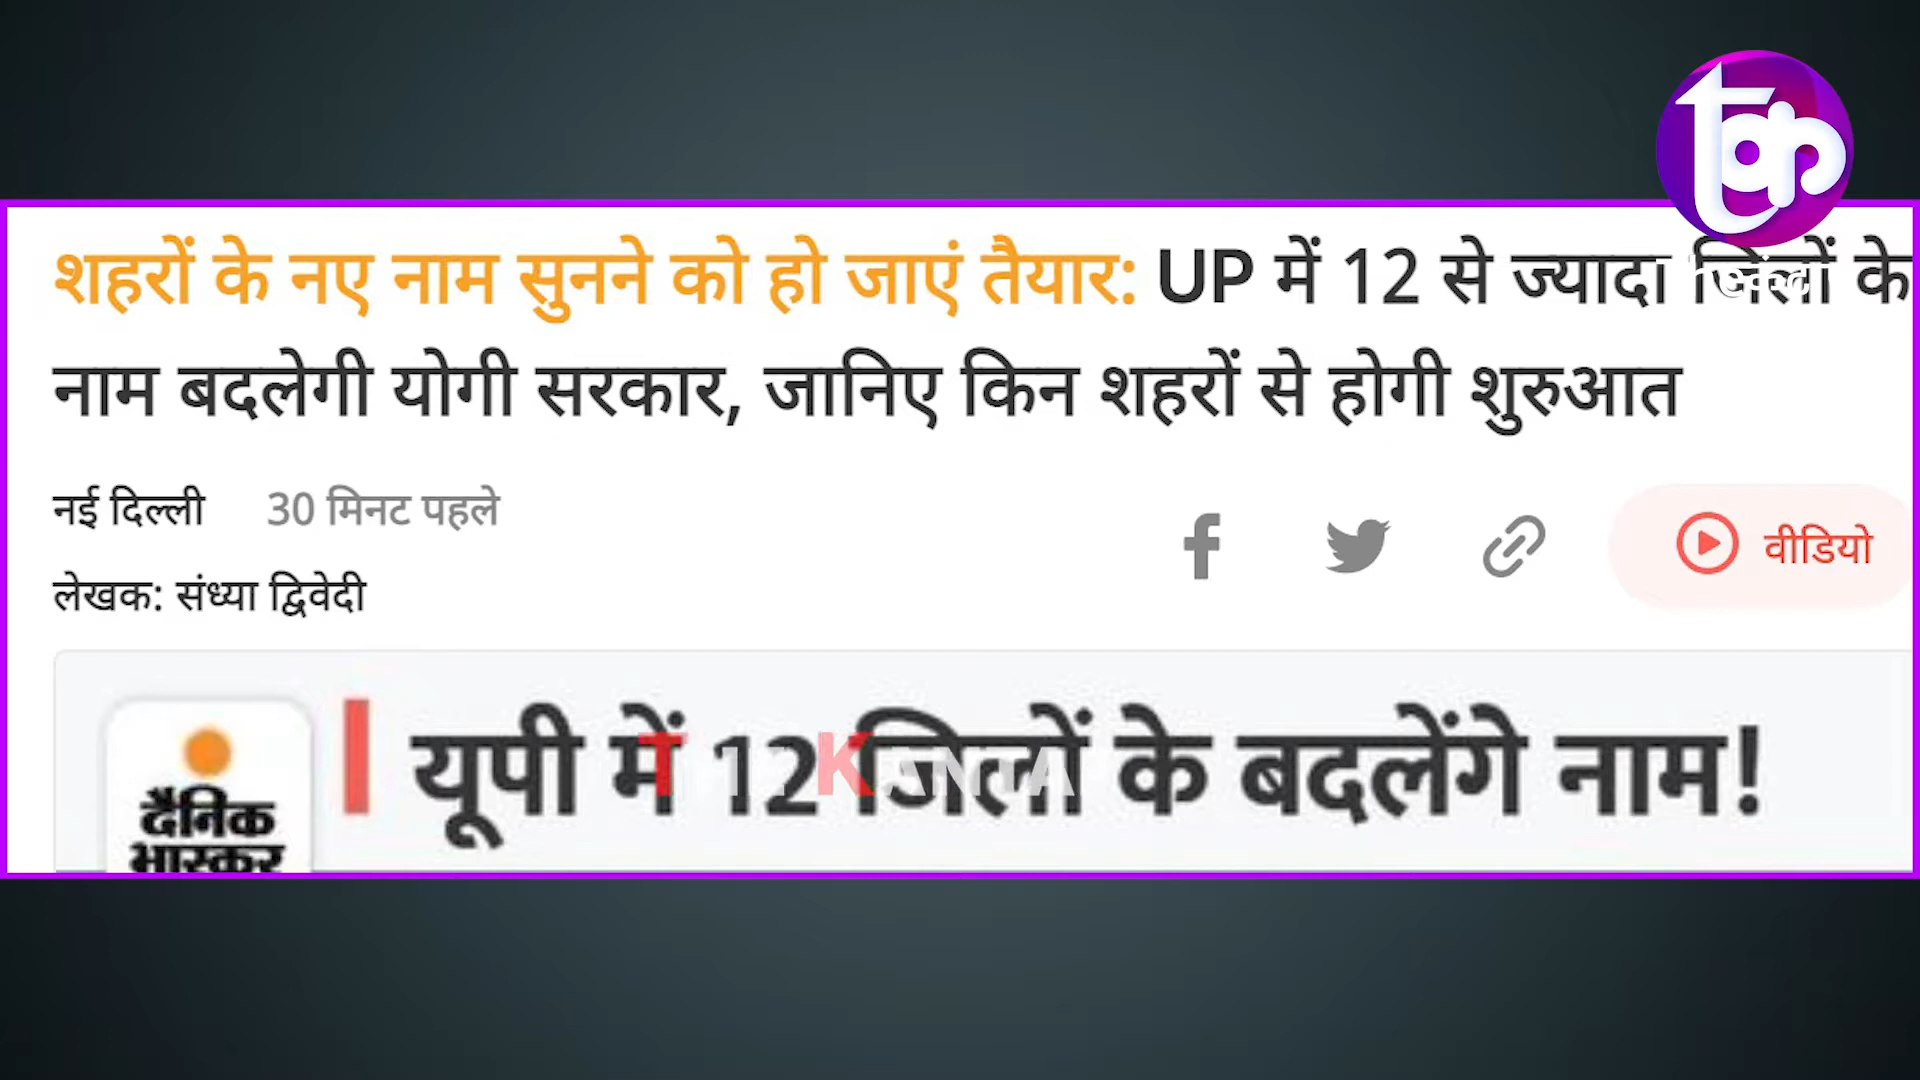 शहरों के नए नाम सुनने को हो जाएं तैयार: UP में 12 से ज्यादा जिलों के
नाम बदलेगी योगी सरकार, जानिए किन शहरों से होगी शुरुआत
नई दिल्ली 30 मिनट पहले
लेखक: संध्या द्विवेदी
वीडियो
यूपी में 12 जिलों के बदलेंगे नाम!
दैनिक
भास्कर